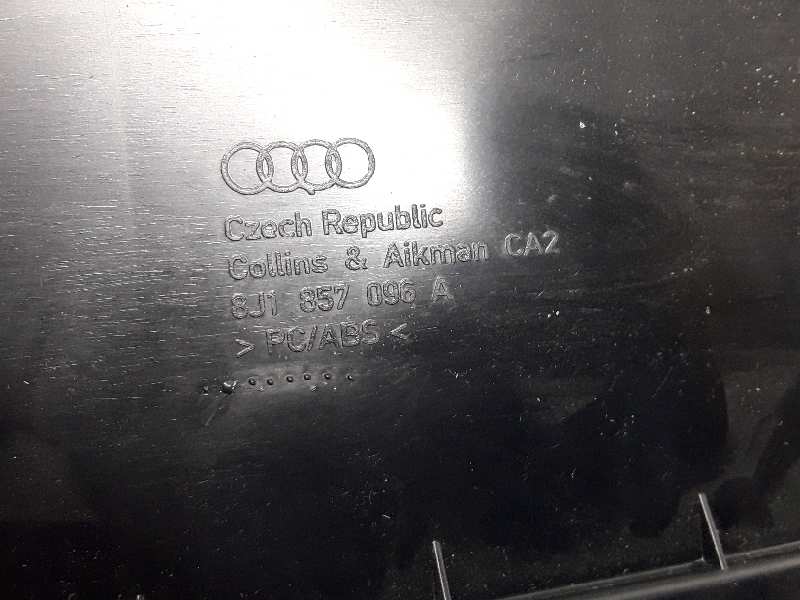 Czech Republic
Collins & Aikman CA2
8J1 857 096 A
> PC/ABS <